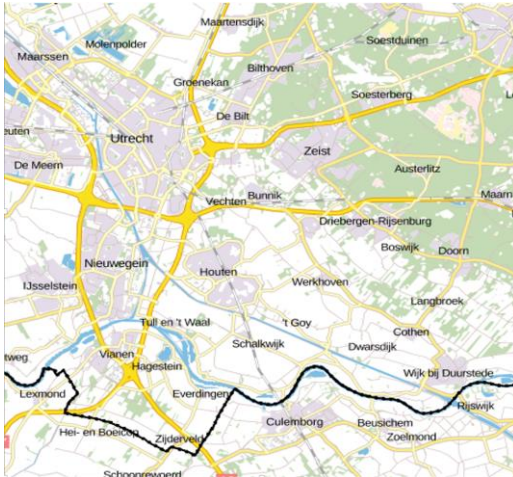 Maartensdijk
Soestduinen
Molenpolder
Maarssen
Bilthoven
Groenekan
Soesterberg
De Bilt
Utrecht
Zeist
De Meern
Austerlitz
Vechten
Bunnik
Maarn
Driebergen-Rijsenburg
Boswijk
Doorn
Nieuwegein
Houten
Werkhoven
IJsselstein
Langbroek
Tull en 't Waal
't Goy
Cothen
Schalkwijk
Dwarsdijk
Vianen
Hagestein
Wijk bij Duurstede
Lexmond
Everdingen
Rijswijk
Culemborg
Beusichem
Hei- en Boeicop
Zijderveld
Zoelmond
Schoonrewoerd